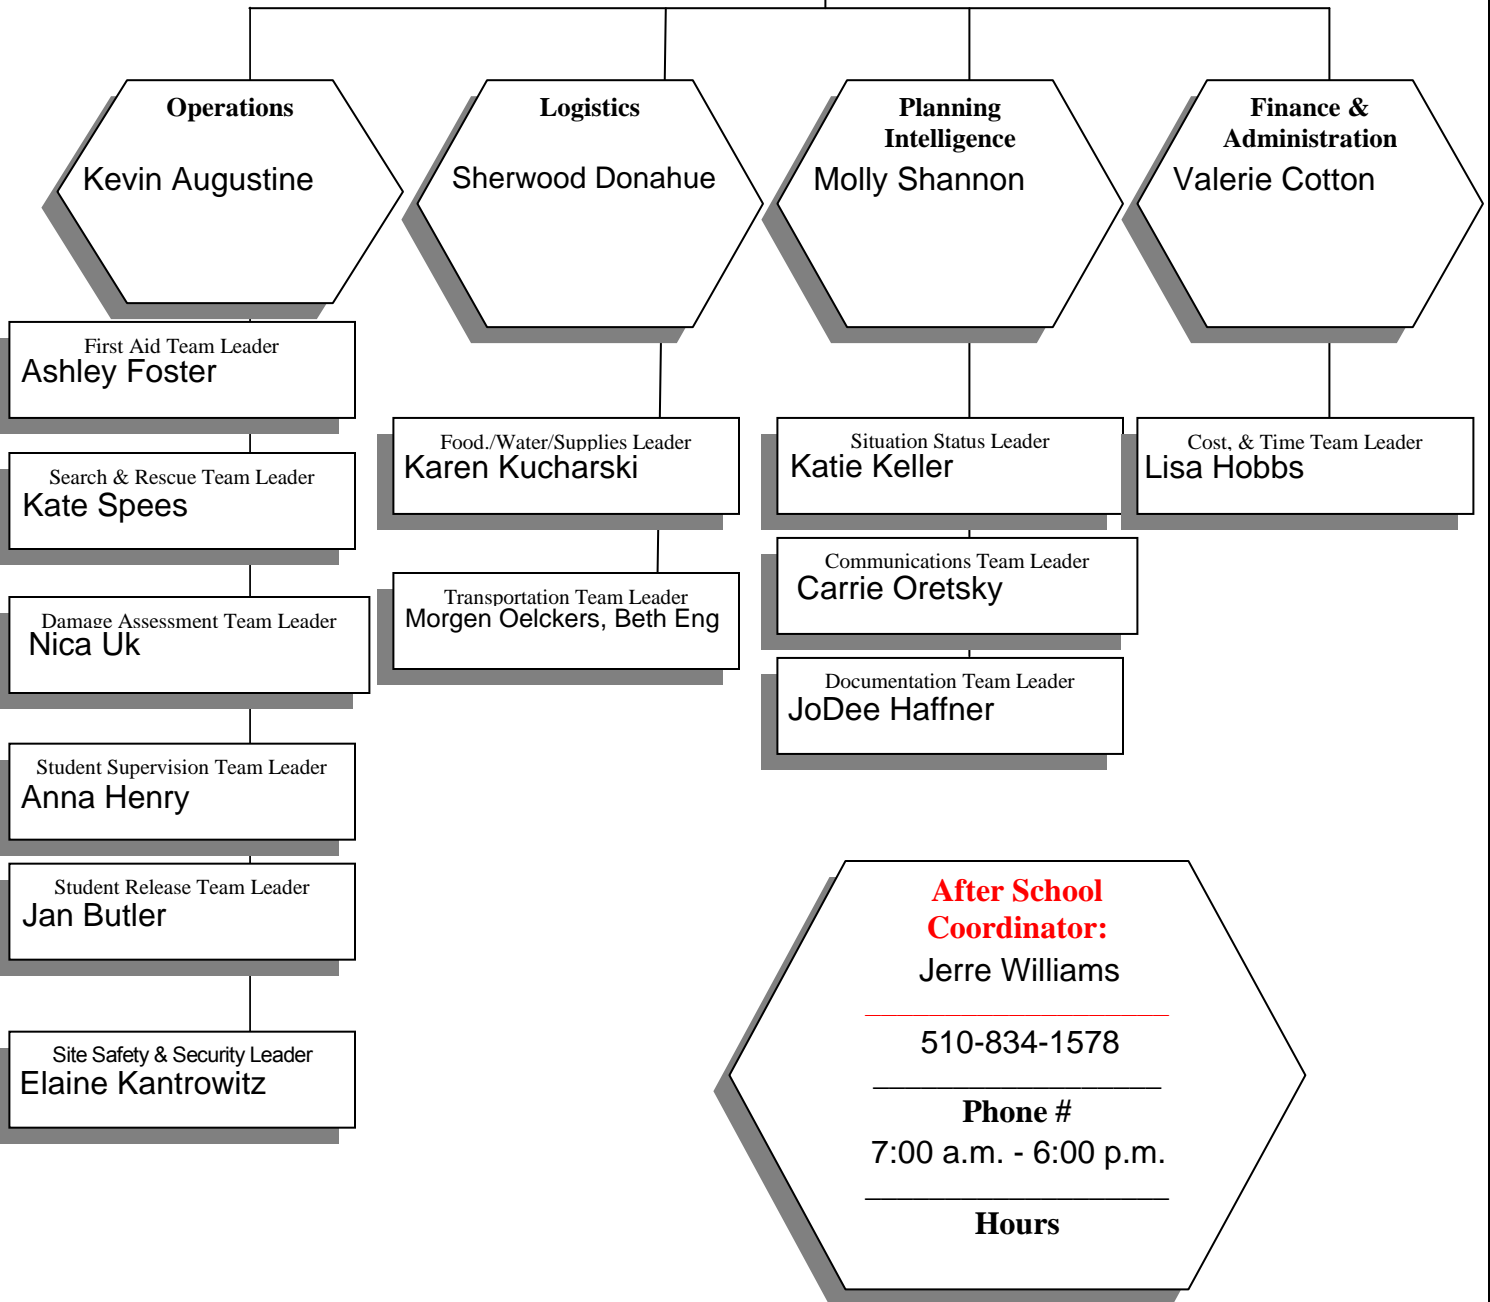 Operations
Kevin Augustine
Logistics
Sherwood Donahue
Planning
Intelligence
Molly Shannon
Finance &
Administration
Valerie Cotton
First Aid Team Leader
Ashley Foster
Search & Rescue Team Leader
Kate Spees
Damage Assessment Team Leader
Nica Uk
Student Supervision Team Leader
Anna Henry
Student Release Team Leader
Jan Butler
Site Safety & Security Leader
Elaine Kantrowitz
Food./Water/Supplies Leader
Karen Kucharski
Transportation Team Leader
Morgen Oelckers, Beth Eng
Situation Status Leader
Katie Keller
Communications Team Leader
Carrie Oretsky
Documentation Team Leader
JoDee Haffner
Cost, & Time Team Leader
Lisa Hobbs
After School
Coordinator:
Jerre Williams
510-834-1578
Phone #
7:00 a.m. - 6:00 p.m.
Hours